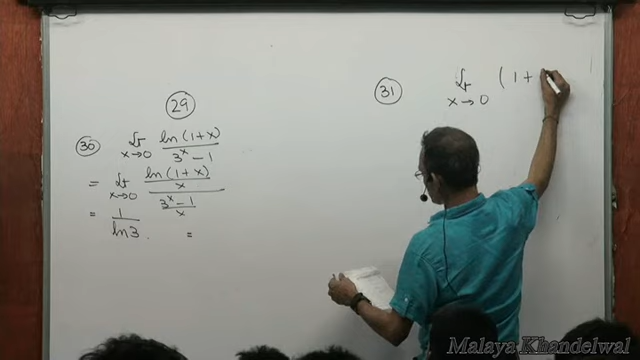 29
30 lt x→0 ln(1+x) / 3^x − 1
= lt x→0 ln(1+x)/x / 3^x − 1/x
= 1 / ln3. =
31 lt x→0 (1+
Malaya Khandelwal